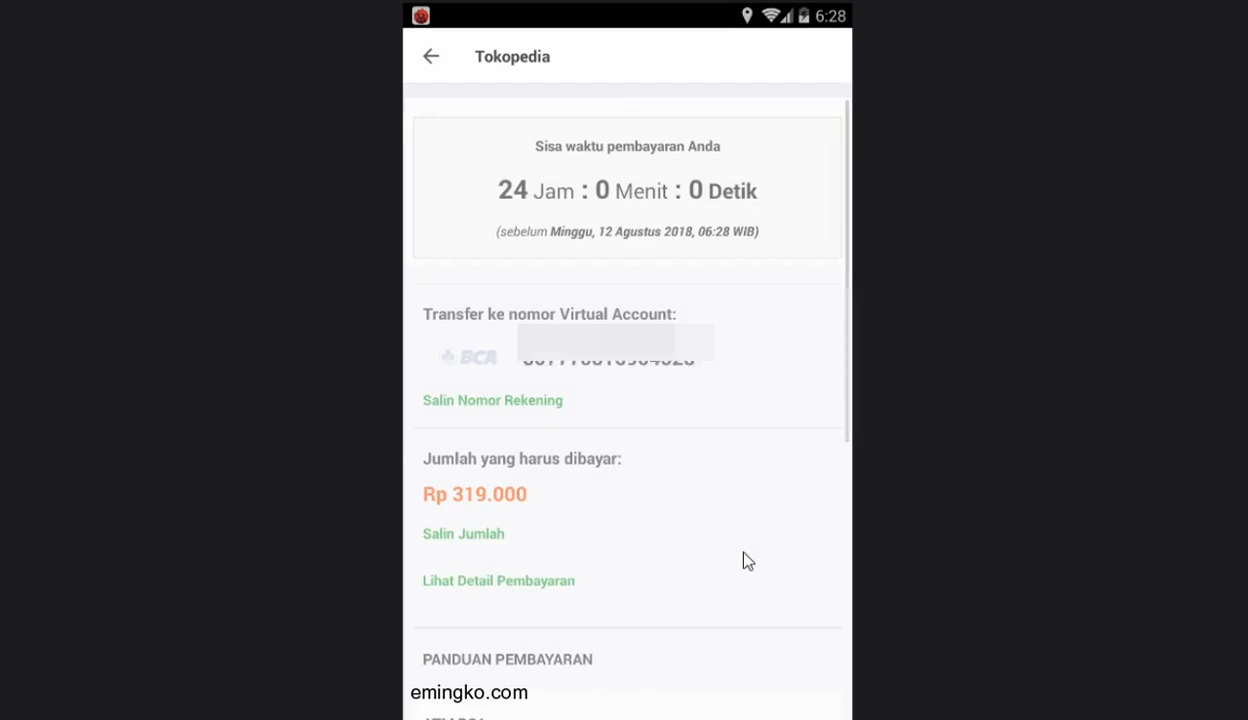 6:28
Tokopedia
Sisa waktu pembayaran Anda
24 Jam : 0 Menit : 0 Detik
(sebelum Minggu, 12 Agustus 2018, 06:28 WIB)
Transfer ke nomor Virtual Account:
BCA
Salin Nomor Rekening
Jumlah yang harus dibayar:
Rp 319.000
Salin Jumlah
Lihat Detail Pembayaran
PANDUAN PEMBAYARAN
emingko.com